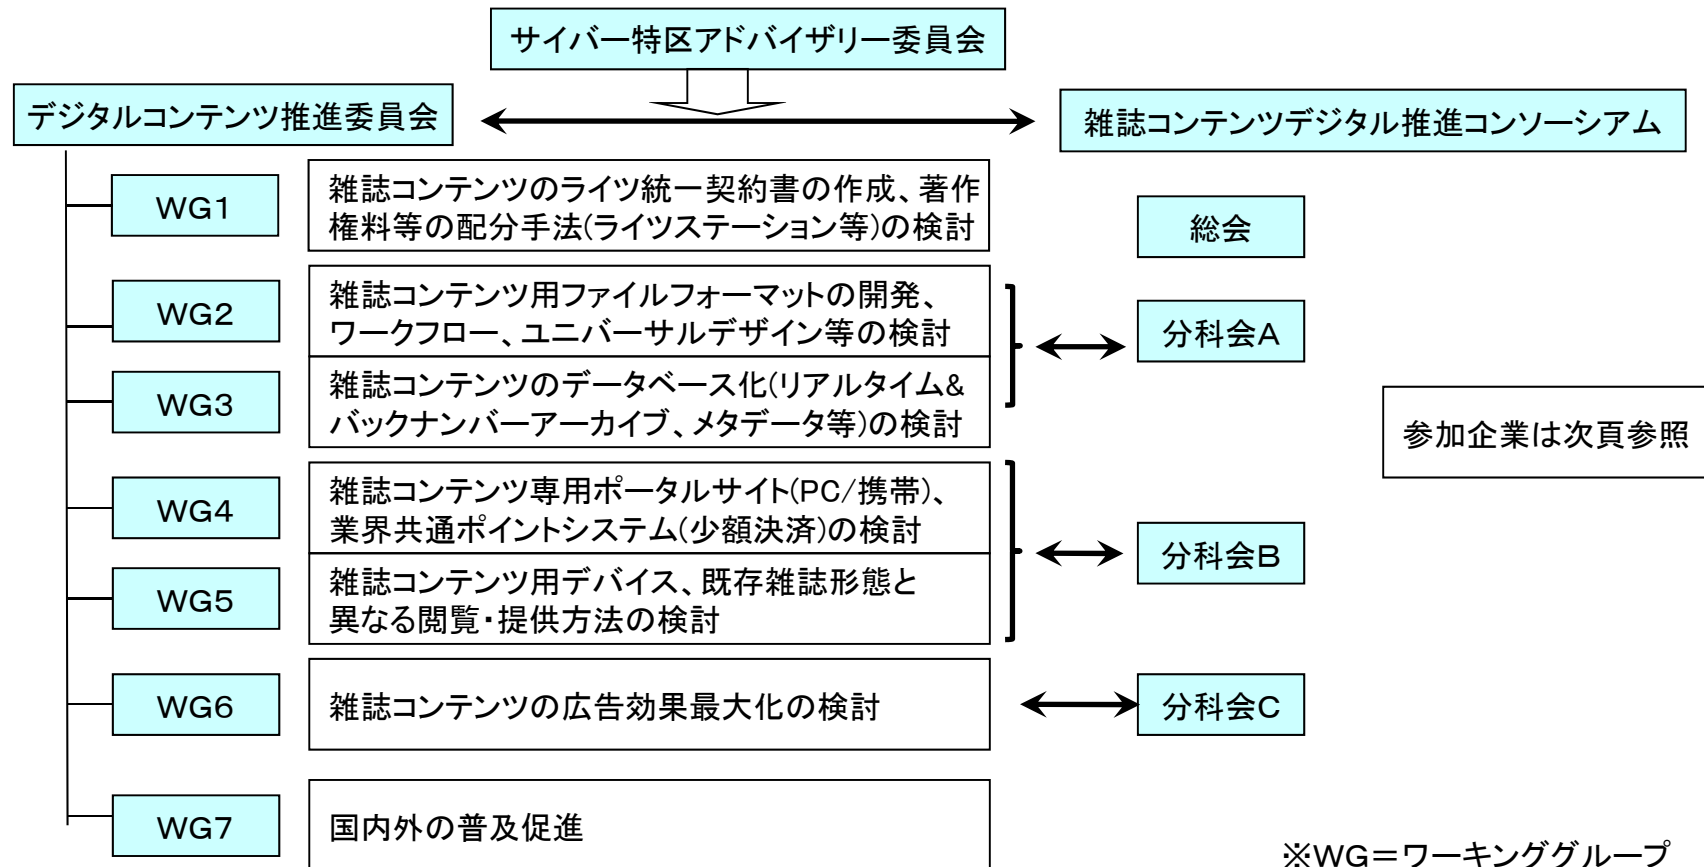 サイバー特区アドバイザリー委員会
デジタルコンテンツ推進委員会
雑誌コンテンツデジタル推進コンソーシアム
WG1
雑誌コンテンツのライツ統一契約書の作成、著作
権料等の配分手法(ライツステーション等)の検討
総会
WG2
雑誌コンテンツ用ファイルフォーマットの開発、
ワークフロー、ユニバーサルデザイン等の検討
分科会A
WG3
雑誌コンテンツのデータベース化(リアルタイム&
バックナンバーアーカイブ、メタデータ等)の検討
参加企業は次頁参照
WG4
雑誌コンテンツ専用ポータルサイト(PC/携帯)、
業界共通ポイントシステム(少額決済)の検討
分科会B
WG5
雑誌コンテンツ用デバイス、既存雑誌形態と
異なる閲覧・提供方法の検討
WG6
雑誌コンテンツの広告効果最大化の検討
分科会C
WG7
国内外の普及促進
※WG=ワーキンググループ